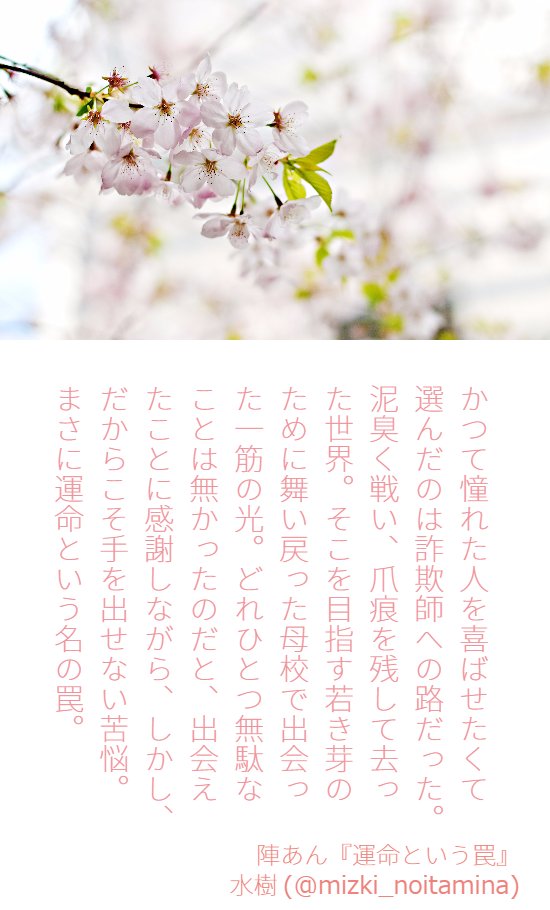 かつて憧れた人を喜ばせたくて
選んだのは詐欺師への路だった。
泥臭く戦い、爪痕を残して去っ
た世界。そこを目指す若き芽の
ために舞い戻った母校で出会っ
た一筋の光。どれひとつ無駄な
ことは無かったのだと、出会え
たことに感謝しながら、しかし、
だからこそ手を出せない苦悩。
まさに運命という名の罠。
陣あん『運命という罠』
水樹 (@mizki_noitamina)